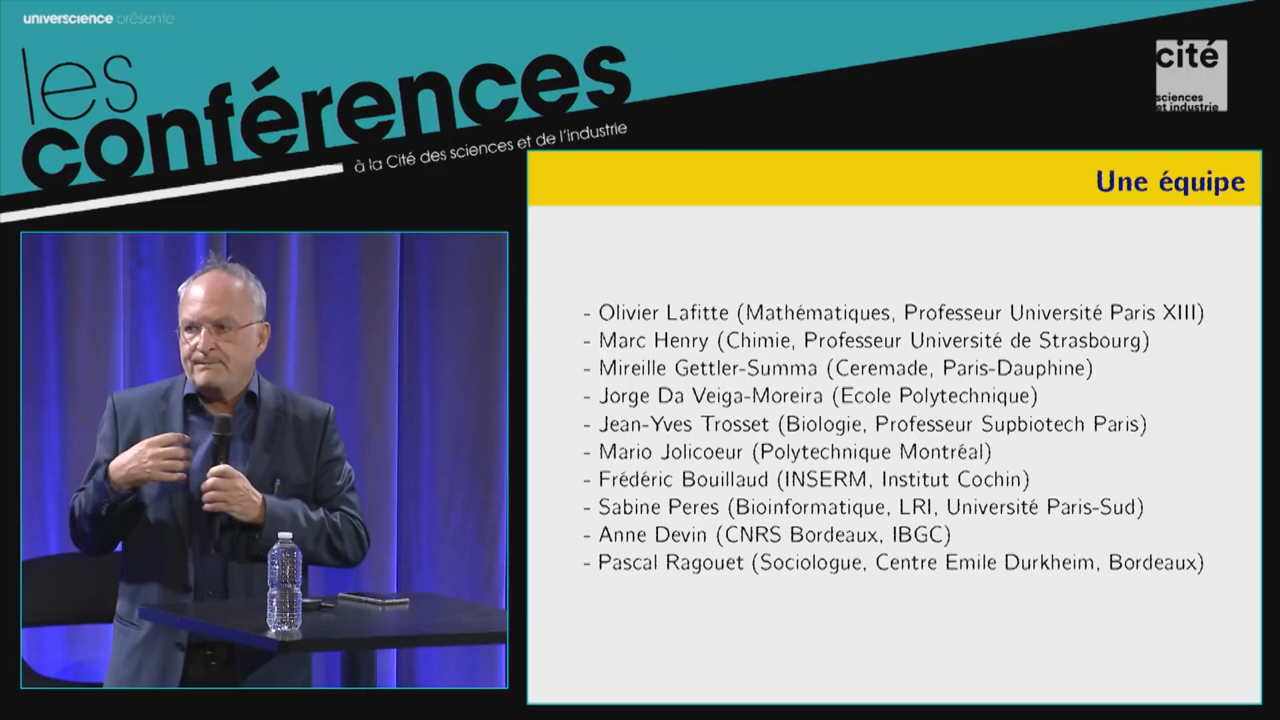 universcience présente
les
conférences
à la Cité des sciences et de l'industrie
cité
sciences
et industrie
Une équipe
- Olivier Lafitte (Mathématiques, Professeur Université Paris XIII)
- Marc Henry (Chimie, Professeur Université de Strasbourg)
- Mireille Gettler-Summa (Ceremade, Paris-Dauphine)
- Jorge Da Veiga-Moreira (Ecole Polytechnique)
- Jean-Yves Trosset (Biologie, Professeur Supbiotech Paris)
- Mario Jolicoeur (Polytechnique Montréal)
- Frédéric Bouillaud (INSERM, Institut Cochin)
- Sabine Peres (Bioinformatique, LRI, Université Paris-Sud)
- Anne Devin (CNRS Bordeaux, IBGC)
- Pascal Ragouet (Sociologue, Centre Emile Durkheim, Bordeaux)